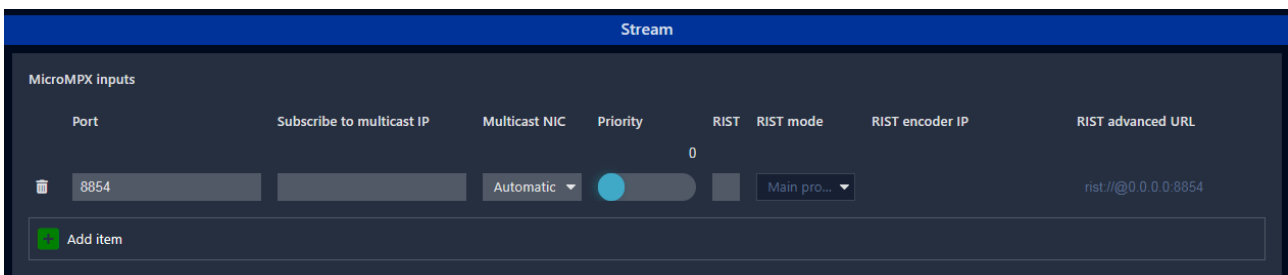 Stream
MicroMPX inputs
Port Subscribe to multicast IP Multicast NIC Priority RIST RIST mode RIST encoder IP RIST advanced URL
0
8854 Automatic Main pro... rist://@0.0.0.0:8854
Add item